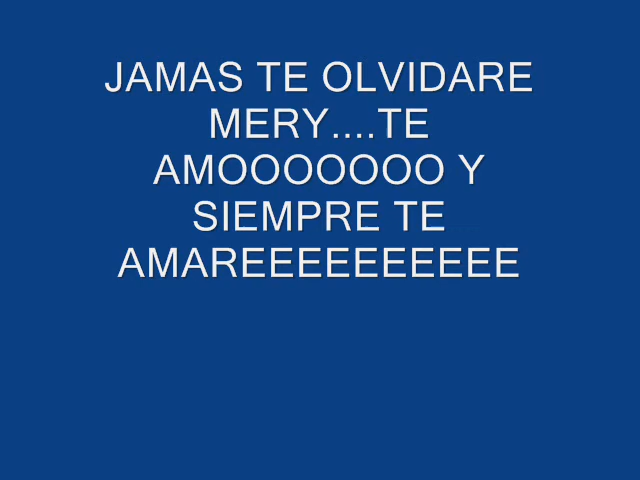 JAMAS TE OLVIDARE
MERY....TE
AMOOOOOOO Y
SIEMPRE TE
AMAREEEEEEEEEE